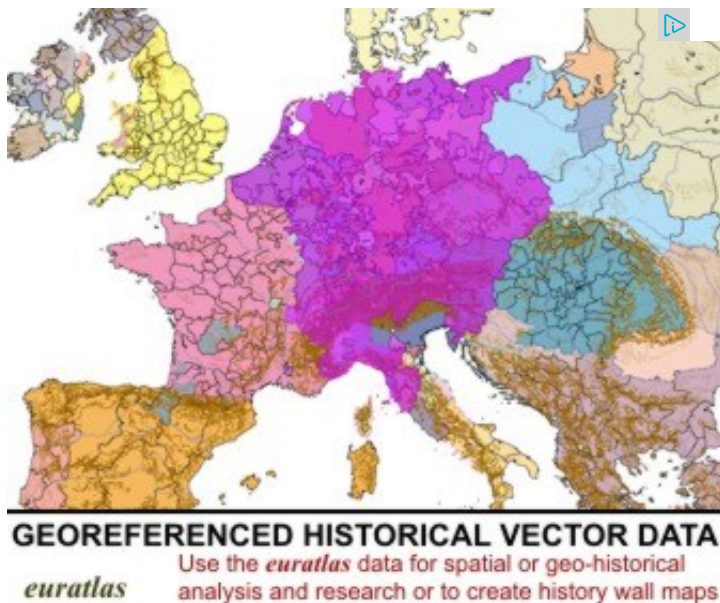 GEOREFERENCED HISTORICAL VECTOR DATA
Use the euratlas data for spatial or geo-historical
euratlas analysis and research or to create history wall maps